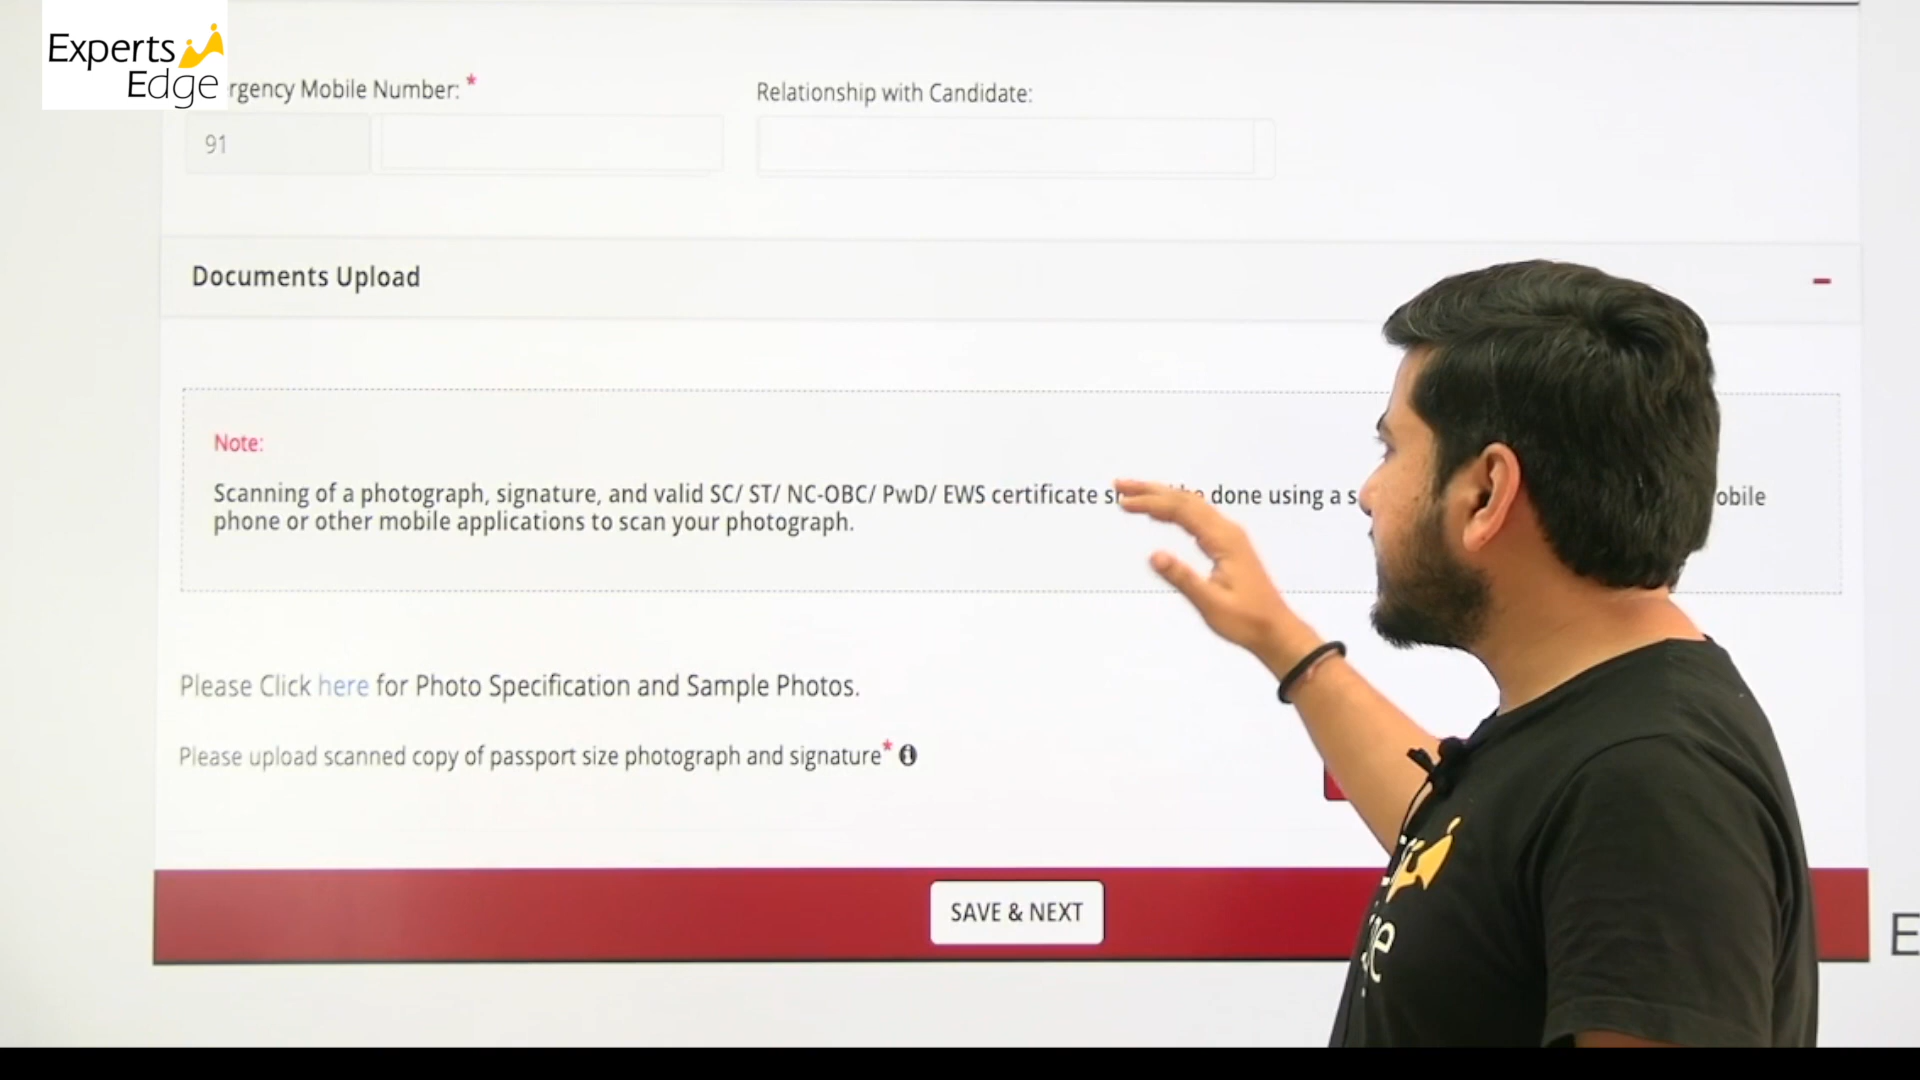 Experts
Edge
rgency Mobile Number: *
Relationship with Candidate:
91
Documents Upload
Note:
Scanning of a photograph, signature, and valid SC/ ST/ NC-OBC/ PwD/ EWS certificate done using a obile
phone or other mobile applications to scan your photograph.
Please Click here for Photo Specification and Sample Photos.
Please upload scanned copy of passport size photograph and signature*
SAVE & NEXT
E